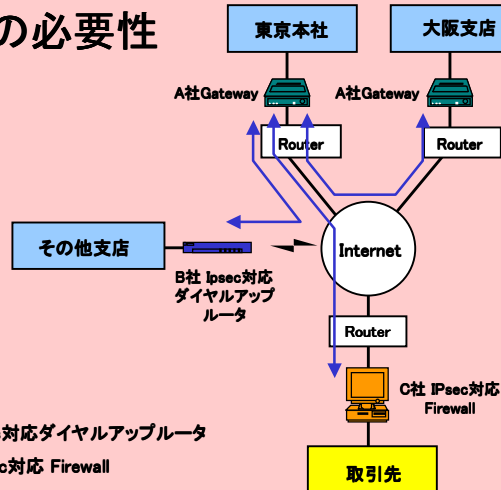 の必要性
東京本社
大阪支店
A社Gateway
A社Gateway
Router
Router
その他支店
Internet
B社 Ipsec対応
ダイヤルアップ
ルータ
Router
C社 IPsec対応
Firewall
対応ダイヤルアップルータ
c対応 Firewall
取引先